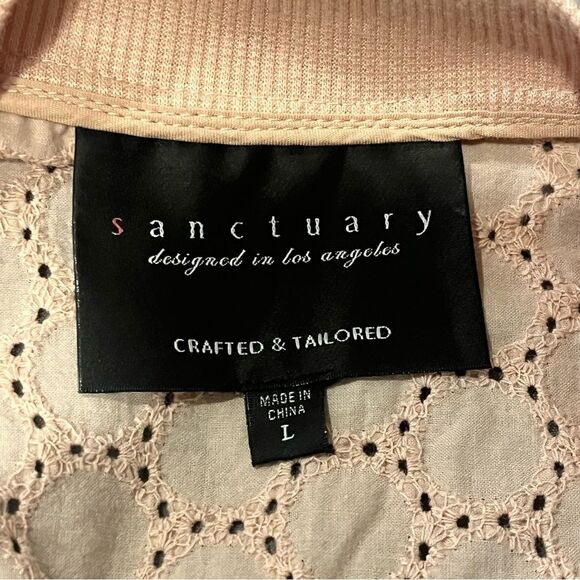 sanctuary
designed in los angeles
CRAFTED & TAILORED
MADE IN
CHINA
L